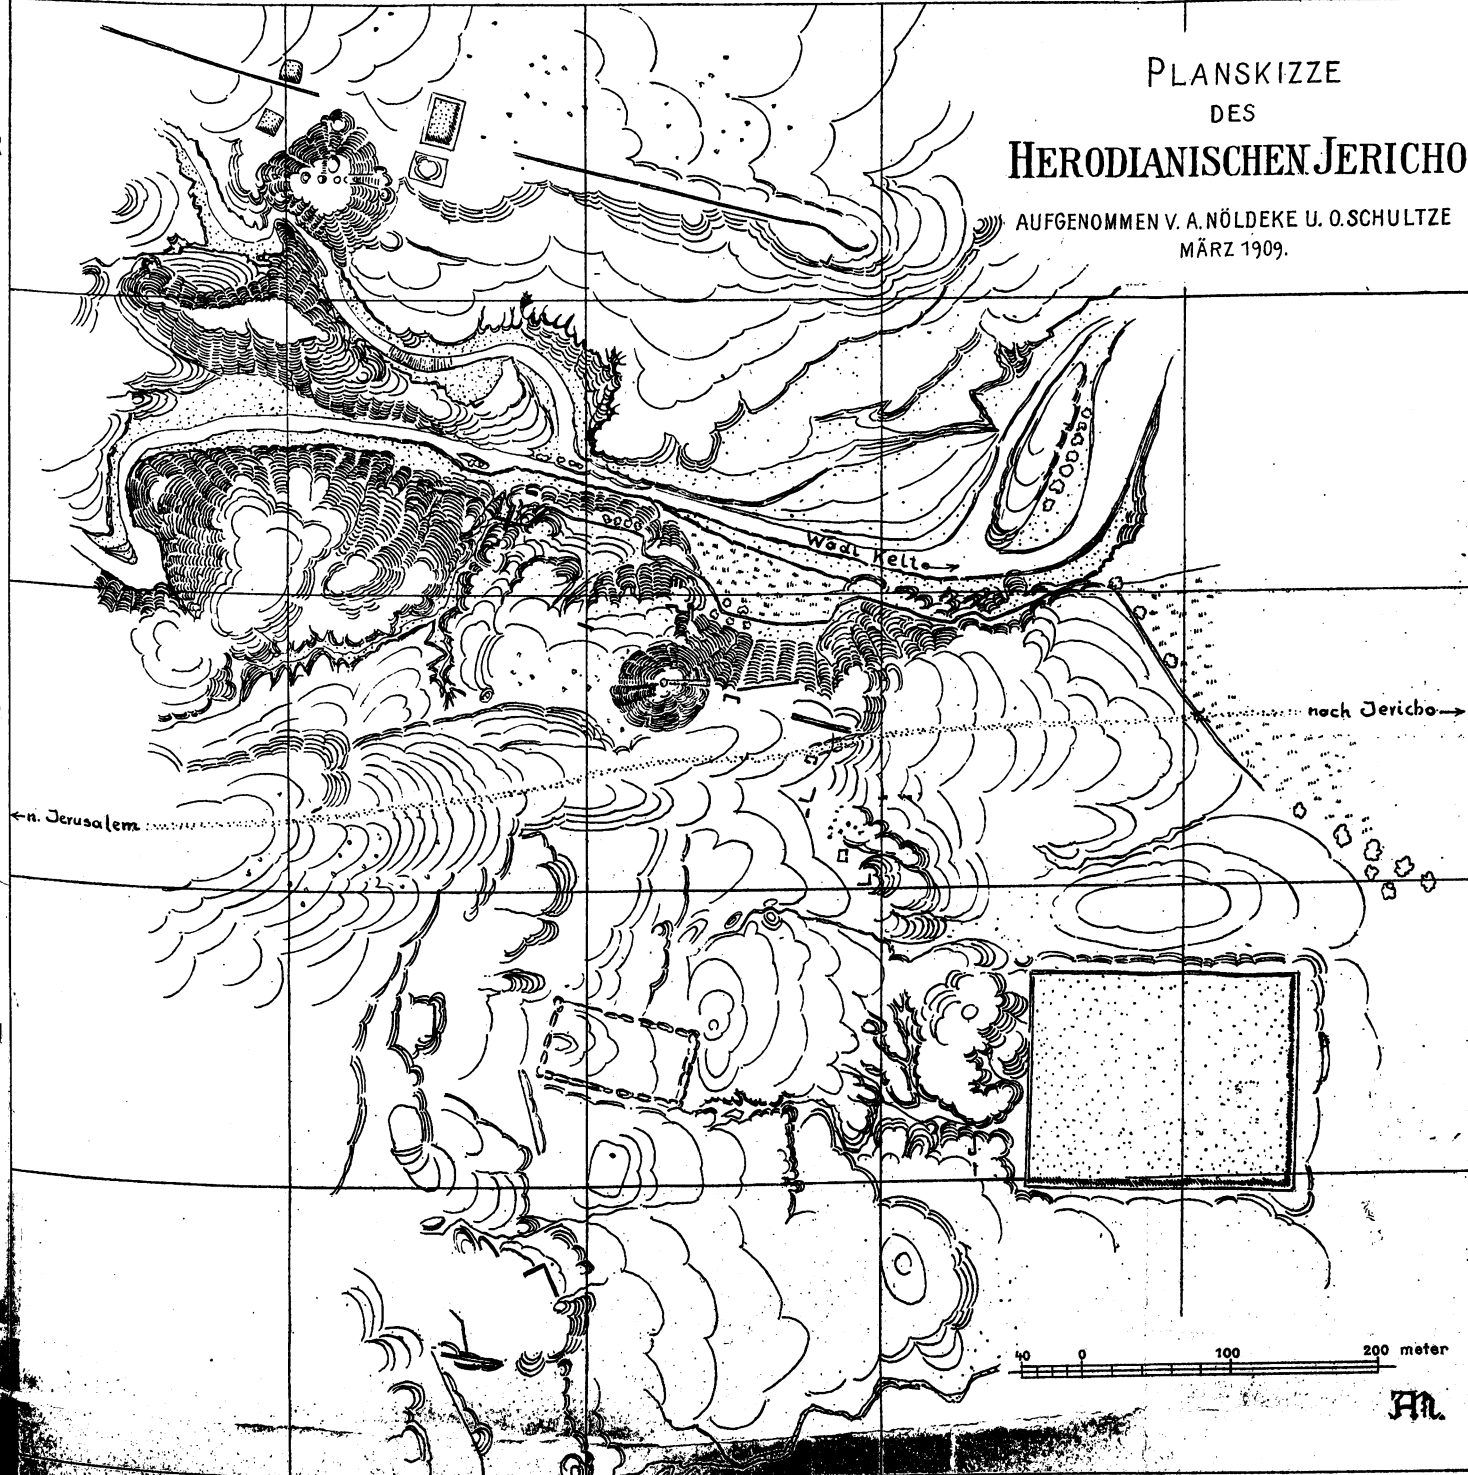 PLANSKIZZE
DES
HERODIANISCHEN JERICHO
AUFGENOMMEN V. A. NÖLDEKE U. O. SCHULTZE
MÄRZ 1909.
Wadi Kelt
nach Jericho
n. Jerusalem
40 0 100 200 meter